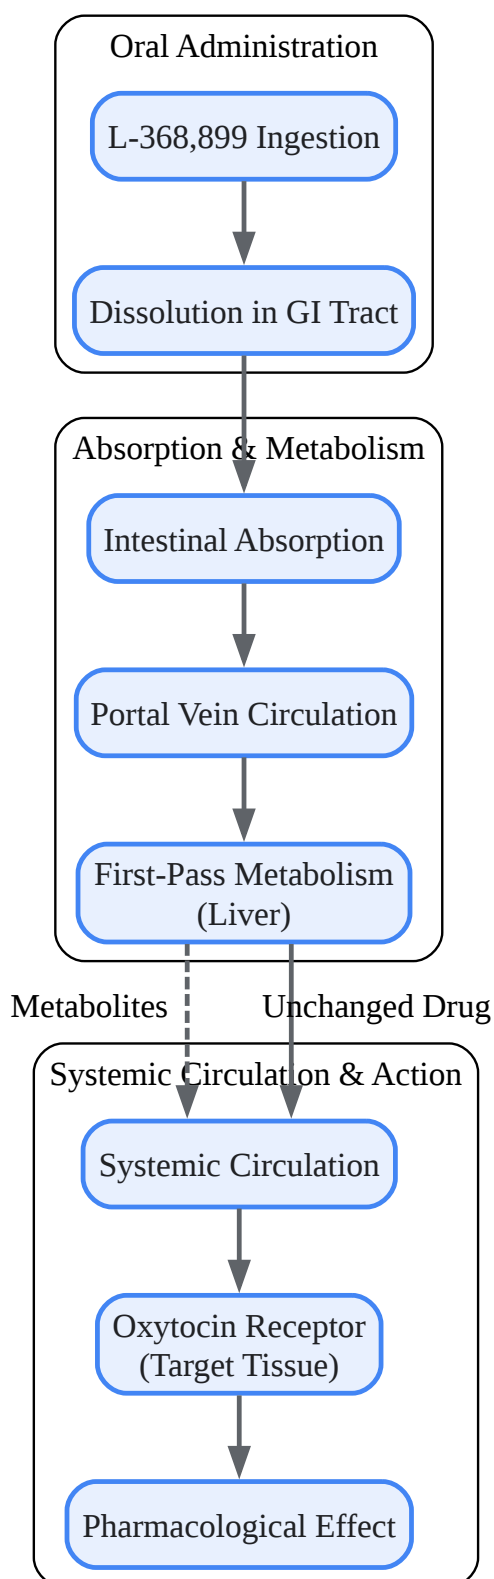 Oral Administration
L-368,899 Ingestion
Dissolution in GI Tract
Absorption & Metabolism
Intestinal Absorption
Portal Vein Circulation
First-Pass Metabolism
(Liver)
Metabolites
Unchanged Drug
Systemic Circulation & Action
Systemic Circulation
Oxytocin Receptor
(Target Tissue)
Pharmacological Effect